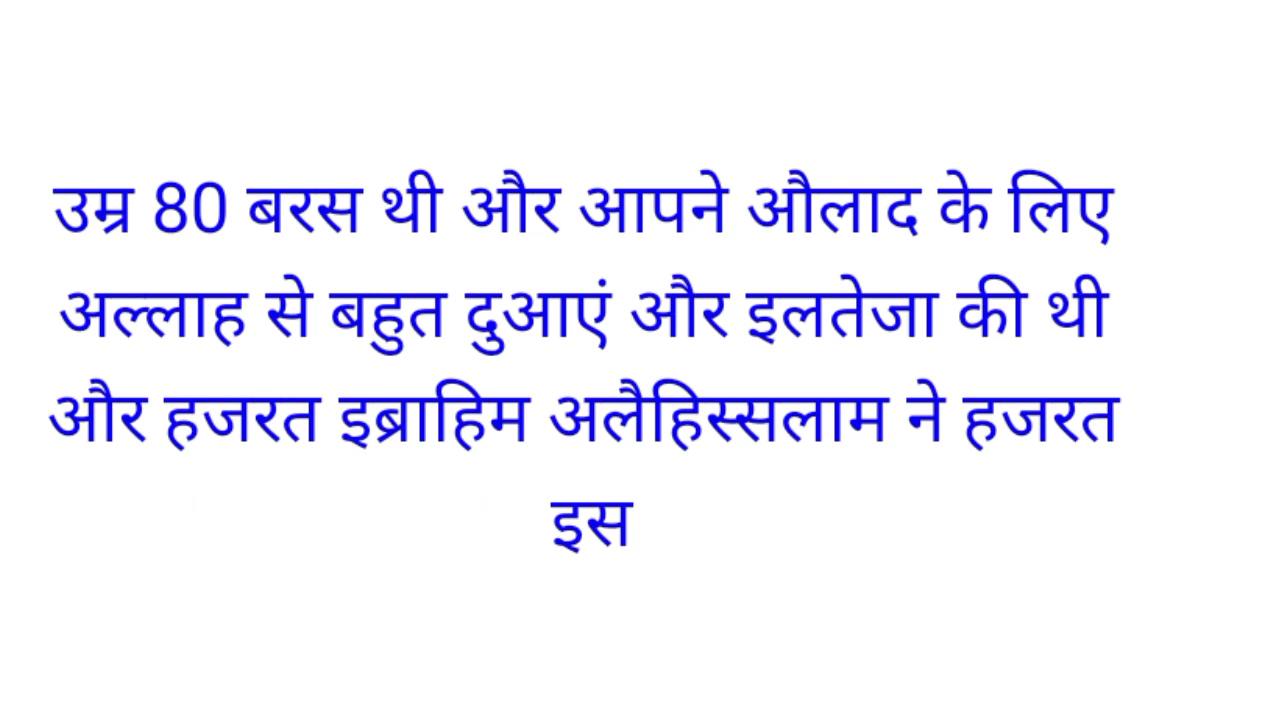 उम्र 80 बरस थी और आपने औलाद के लिए
अल्लाह से बहुत दुआएं और इलतेजा की थी
और हजरत इब्राहिम अलैहिस्सलाम ने हजरत
इस